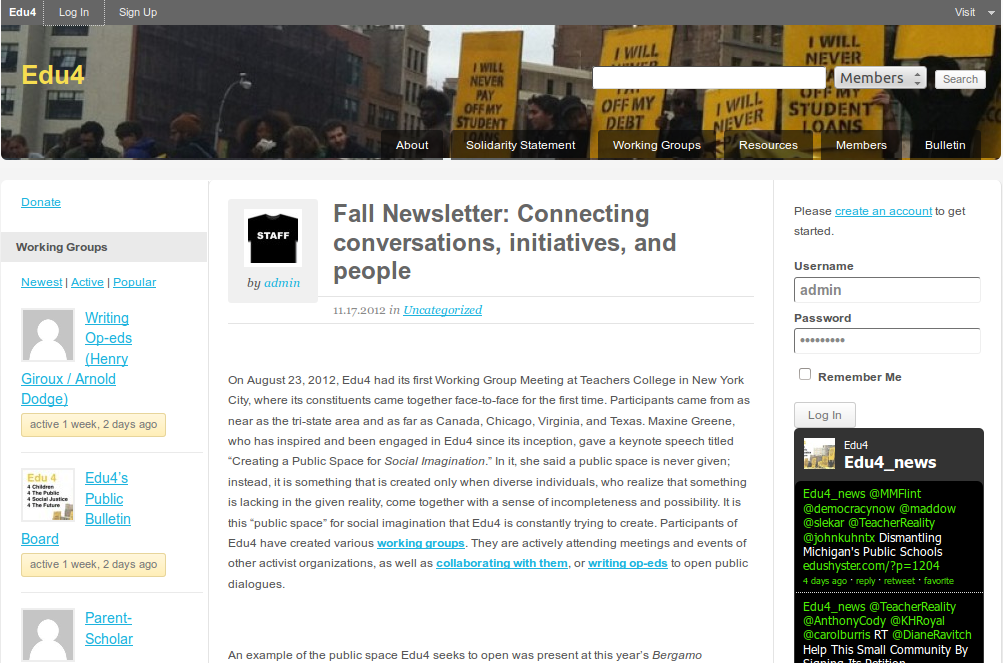 Edu4 Log In Sign Up Visit
Edu4
I WILL NEVER PAY OFF MY STUDENT LOANS
I WILL NEVER PAY OFF MY DEBT
I WILL NEVER
I WILL NEVER PAY OFF MY STUDENT LOANS
Members Search
About Solidarity Statement Working Groups Resources Members Bulletin
Donate
Working Groups
Newest | Active | Popular
Writing
Op-eds
(Henry
Giroux / Arnold
Dodge)
active 1 week, 2 days ago
Edu 4
4 Children
4 The Public
4 Social Justice
4 The Future
Edu4's
Public
Bulletin
Board
active 1 week, 2 days ago
Parent-
Scholar
STAFF
by admin
Fall Newsletter: Connecting
conversations, initiatives, and
people
11.17.2012 in Uncategorized
On August 23, 2012, Edu4 had its first Working Group Meeting at Teachers College in New York
City, where its constituents came together face-to-face for the first time. Participants came from as
near as the tri-state area and as far as Canada, Chicago, Virginia, and Texas. Maxine Greene,
who has inspired and been engaged in Edu4 since its inception, gave a keynote speech titled
“Creating a Public Space for Social Imagination.” In it, she said a public space is never given;
instead, it is something that is created only when diverse individuals, who realize that something
is lacking in the given reality, come together with a sense of incompleteness and possibility. It is
this “public space” for social imagination that Edu4 is constantly trying to create. Participants of
Edu4 have created various working groups. They are actively attending meetings and events of
other activist organizations, as well as collaborating with them, or writing op-eds to open public
dialogues.
An example of the public space Edu4 seeks to open was present at this year's Bergamo
Please create an account to get
started.
Username
admin
Password
•••••••••
Remember Me
Log In
Edu4
Edu4_news
Edu4_news @MMFlint
@democracynow @maddow
@slekar @TeacherReality
@johnkuhntx Dismantling
Michigan's Public Schools
edushyster.com/?p=1204
4 days ago · reply · retweet · favorite
Edu4_news @TeacherReality
@AnthonyCody @KHRoyal
@carolburris RT @DianeRavitch
Help This Small Community By
Signing Its Petition